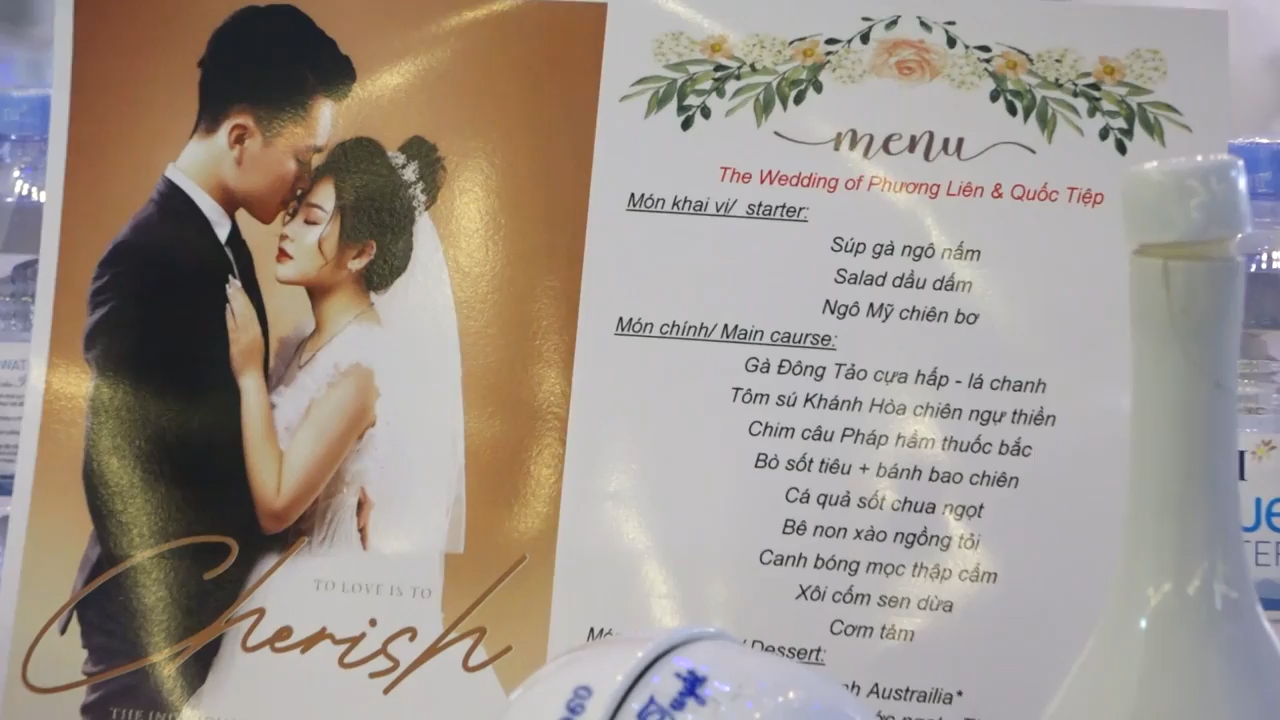 menu
The Wedding of Phương Liên & Quốc Tiệp
Món khai vị/ starter:
Súp gà ngô nấm
Salad dầu dấm
Ngô Mỹ chiên bơ
Món chính/ Main caurse:
Gà Đông Tảo cựa hấp - lá chanh
Tôm sú Khánh Hòa chiên ngự thiền
Chim câu Pháp hầm thuốc bắc
Bò sốt tiêu + bánh bao chiên
Cá quả sốt chua ngọt
Bê non xào ngồng tỏi
Canh bóng mọc thập cẩm
Xôi cốm sen dừa
Cơm tám
Dessert:
Austrailia*
TO LOVE IS TO
Cherish
THE